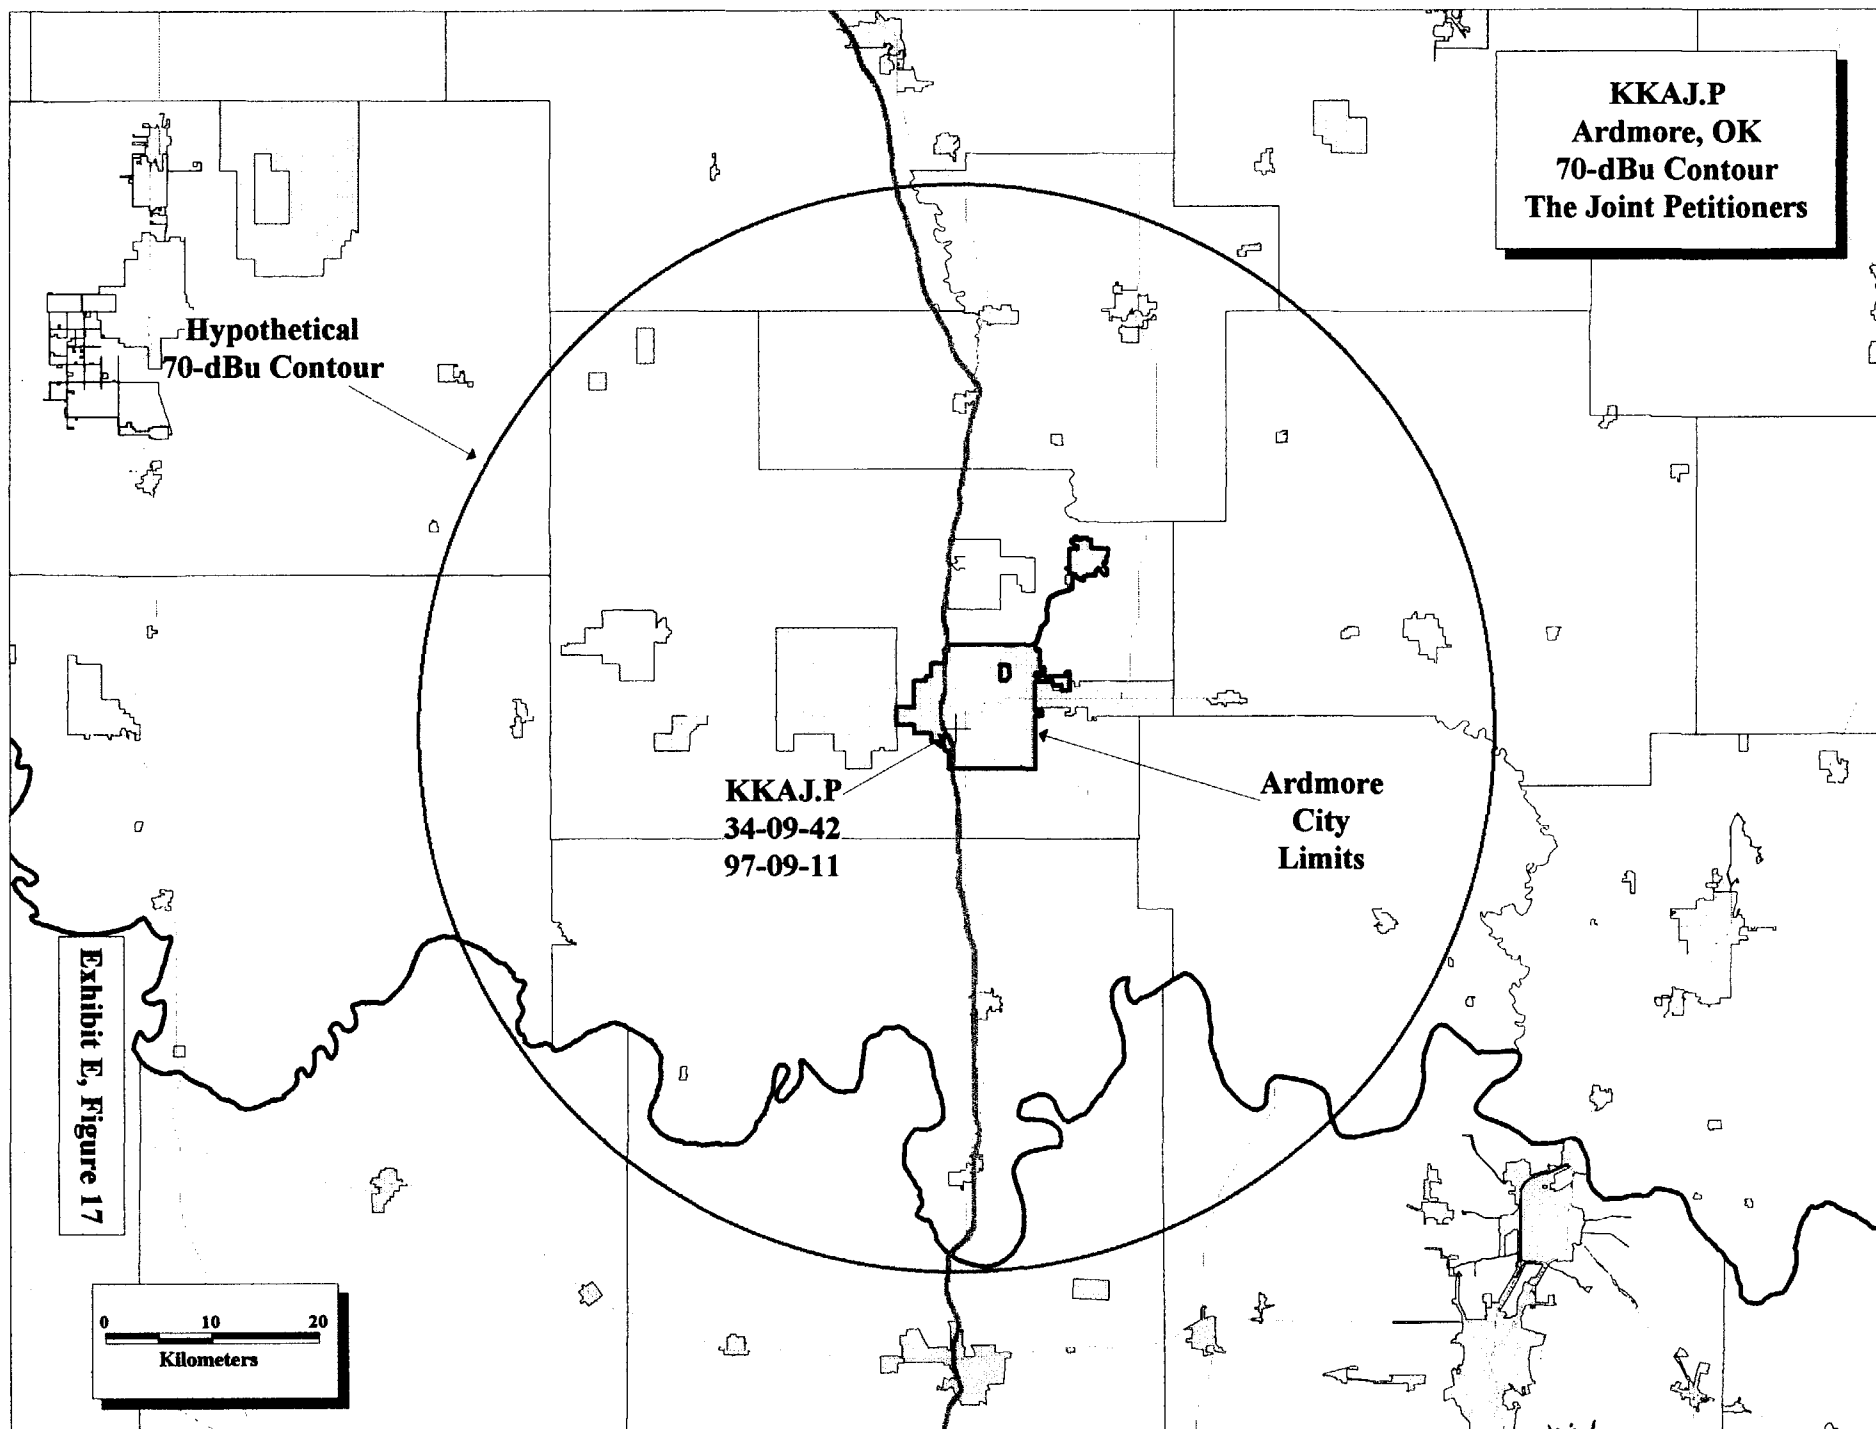 KKAJ.P
Ardmore, OK
70-dBu Contour
The Joint Petitioners
Hypothetical
70-dBu Contour
KKAJ.P
34-09-42
97-09-11
Ardmore
City
Limits
Exhibit E, Figure 17
0 10 20
Kilometers